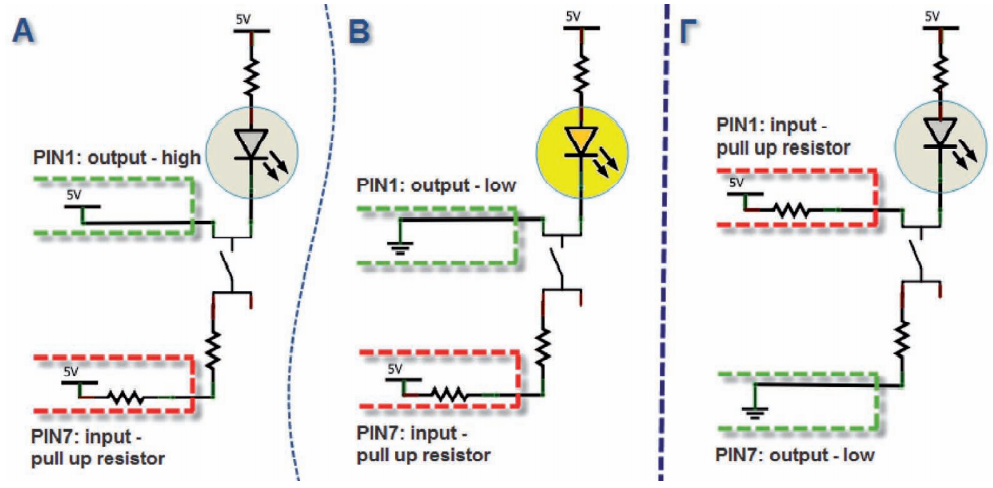 Α
5V
PIN1: output - high
5V
5V
PIN7: input -
pull up resistor
Β
5V
PIN1: output - low
5V
PIN7: input -
pull up resistor
Γ
5V
PIN1: input -
pull up resistor
5V
PIN7: output - low